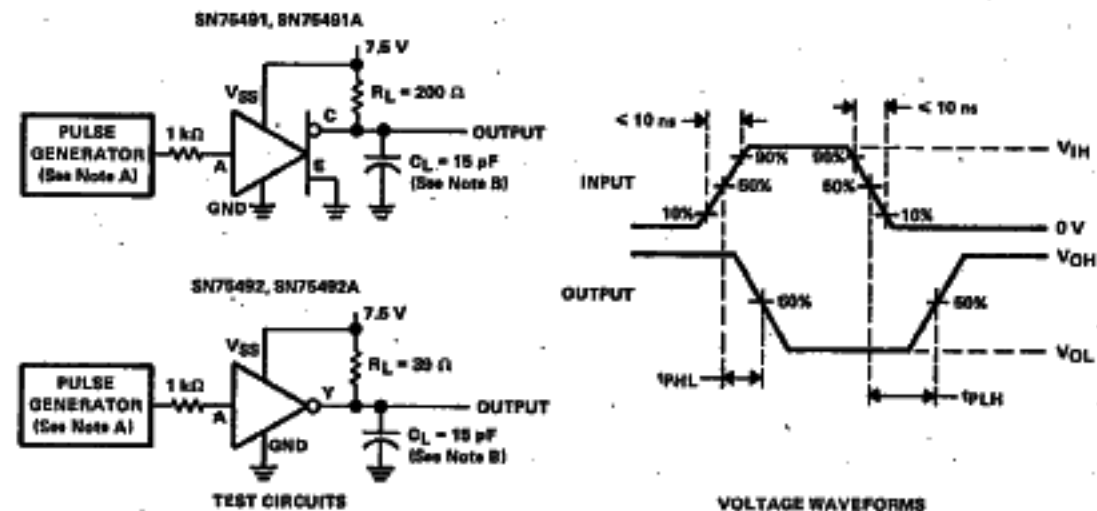 SN75491, SN75491A
7.5 V
VSS
RL = 200 Ω
C
PULSE
GENERATOR
(See Note A)
1 kΩ
A
E
OUTPUT
CL = 15 pF
(See Note B)
GND
SN75492, SN75492A
7.5 V
VSS
RL = 39 Ω
PULSE
GENERATOR
(See Note A)
1 kΩ
A
Y
OUTPUT
CL = 15 pF
(See Note B)
GND
TEST CIRCUITS
< 10 ns
< 10 ns
INPUT
90%
90%
VIH
50%
50%
10%
10%
0 V
VOH
OUTPUT
50%
50%
VOL
tPHL
tPLH
VOLTAGE WAVEFORMS